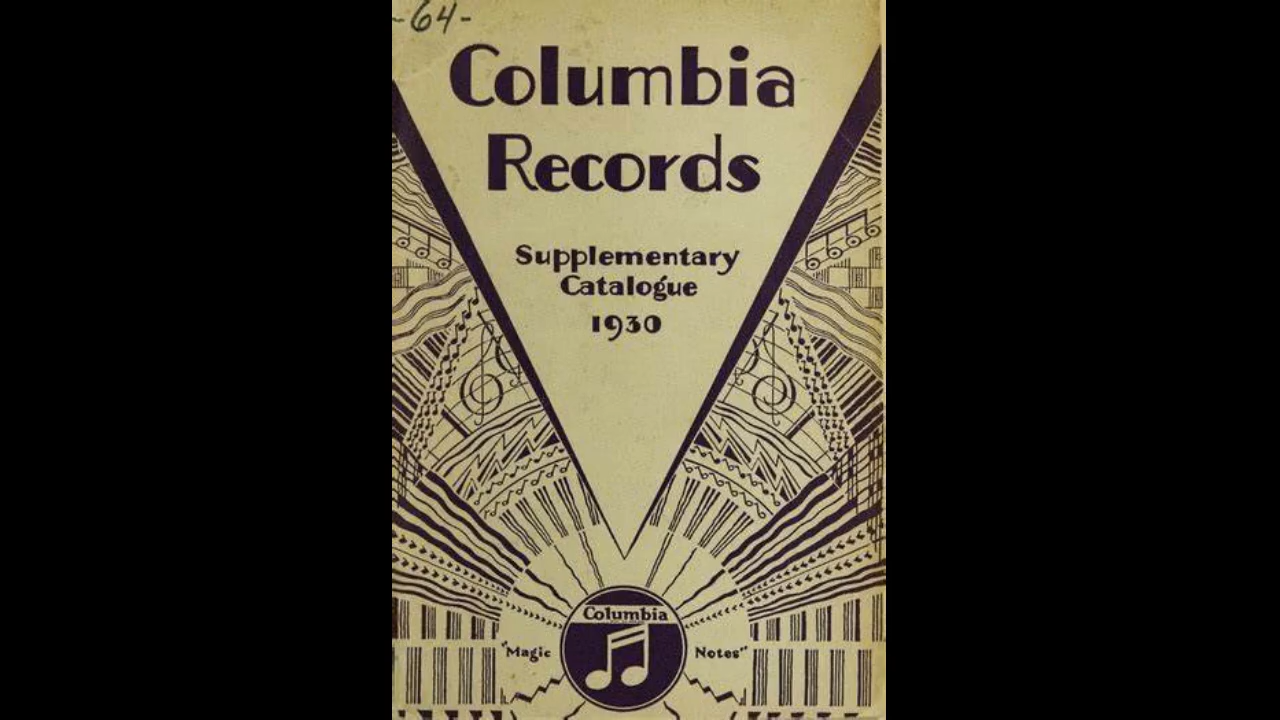 -64-
Columbia
Records
Supplementary
Catalogue
1930
Columbia
"Magic Notes"